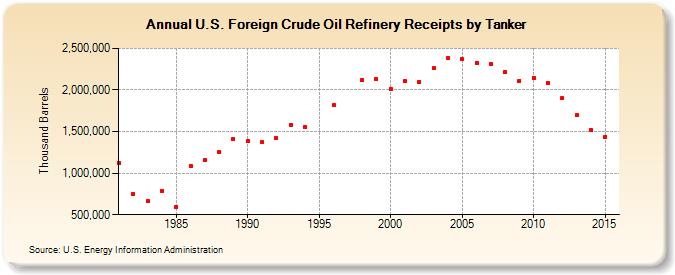 Annual U.S. Foreign Crude Oil Refinery Receipts by Tanker
Thousand Barrels
2,500,000
2,000,000
1,500,000
1,000,000
500,000
1985 1990 1995 2000 2005 2010 2015
Source: U.S. Energy Information Administration